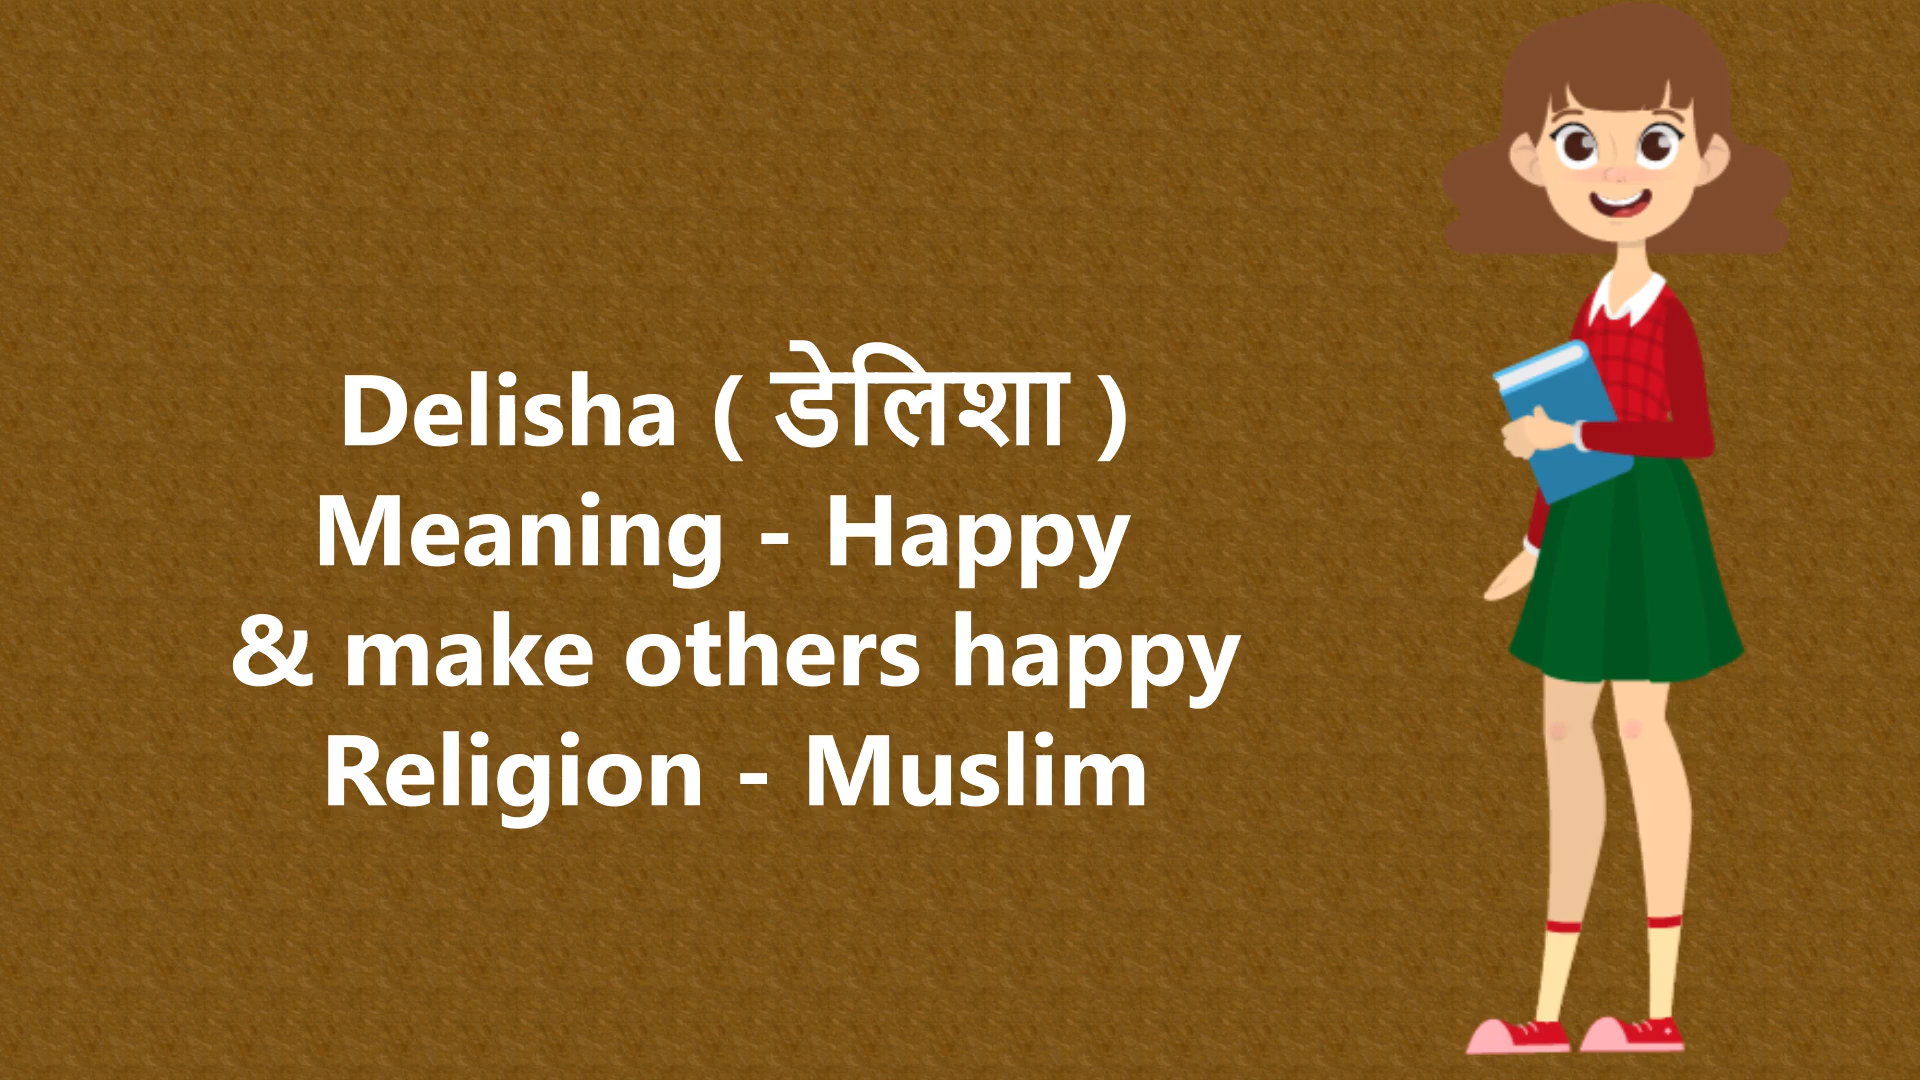 Delisha ( डेलिशा )
Meaning - Happy
& make others happy
Religion - Muslim